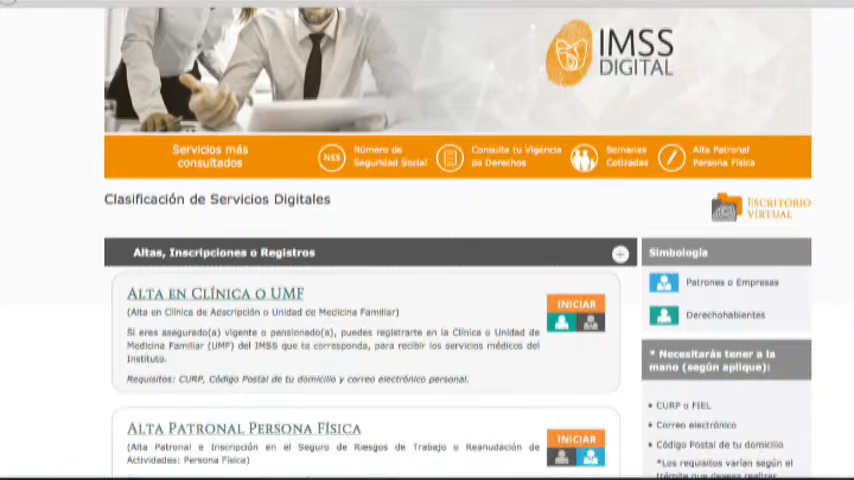 IMSS
DIGITAL
Servicios más
consultados
NSS
Número de
Seguridad Social
Consulta tu Vigencia
de Derechos
Semanas
Cotizadas
Alta Patronal
Persona Física
Clasificación de Servicios Digitales
ESCRITORIO
VIRTUAL
Altas, Inscripciones o Registros
Simbología
ALTA EN CLÍNICA O UMF
(Alta en Clínica de Adscripción o Unidad de Medicina Familiar)
Si eres asegurado(a) vigente o pensionado(a), puedes registrarte en la Clínica o Unidad de
Medicina Familiar (UMF) del IMSS que te corresponda, para recibir los servicios médicos del
Instituto.
Requisitos: CURP, Código Postal de tu domicilio y correo electrónico personal.
INICIAR
Patrones o Empresas
Derechohabientes
* Necesitarás tener a la
mano (según aplique):
• CURP o FIEL
• Correo electrónico
• Código Postal de tu domicilio
*Los requisitos varían según el
trámite que desees realizar
ALTA PATRONAL PERSONA FÍSICA
(Alta Patronal e Inscripción en el Seguro de Riesgos de Trabajo o Reanudación de
Actividades: Persona Física)
INICIAR